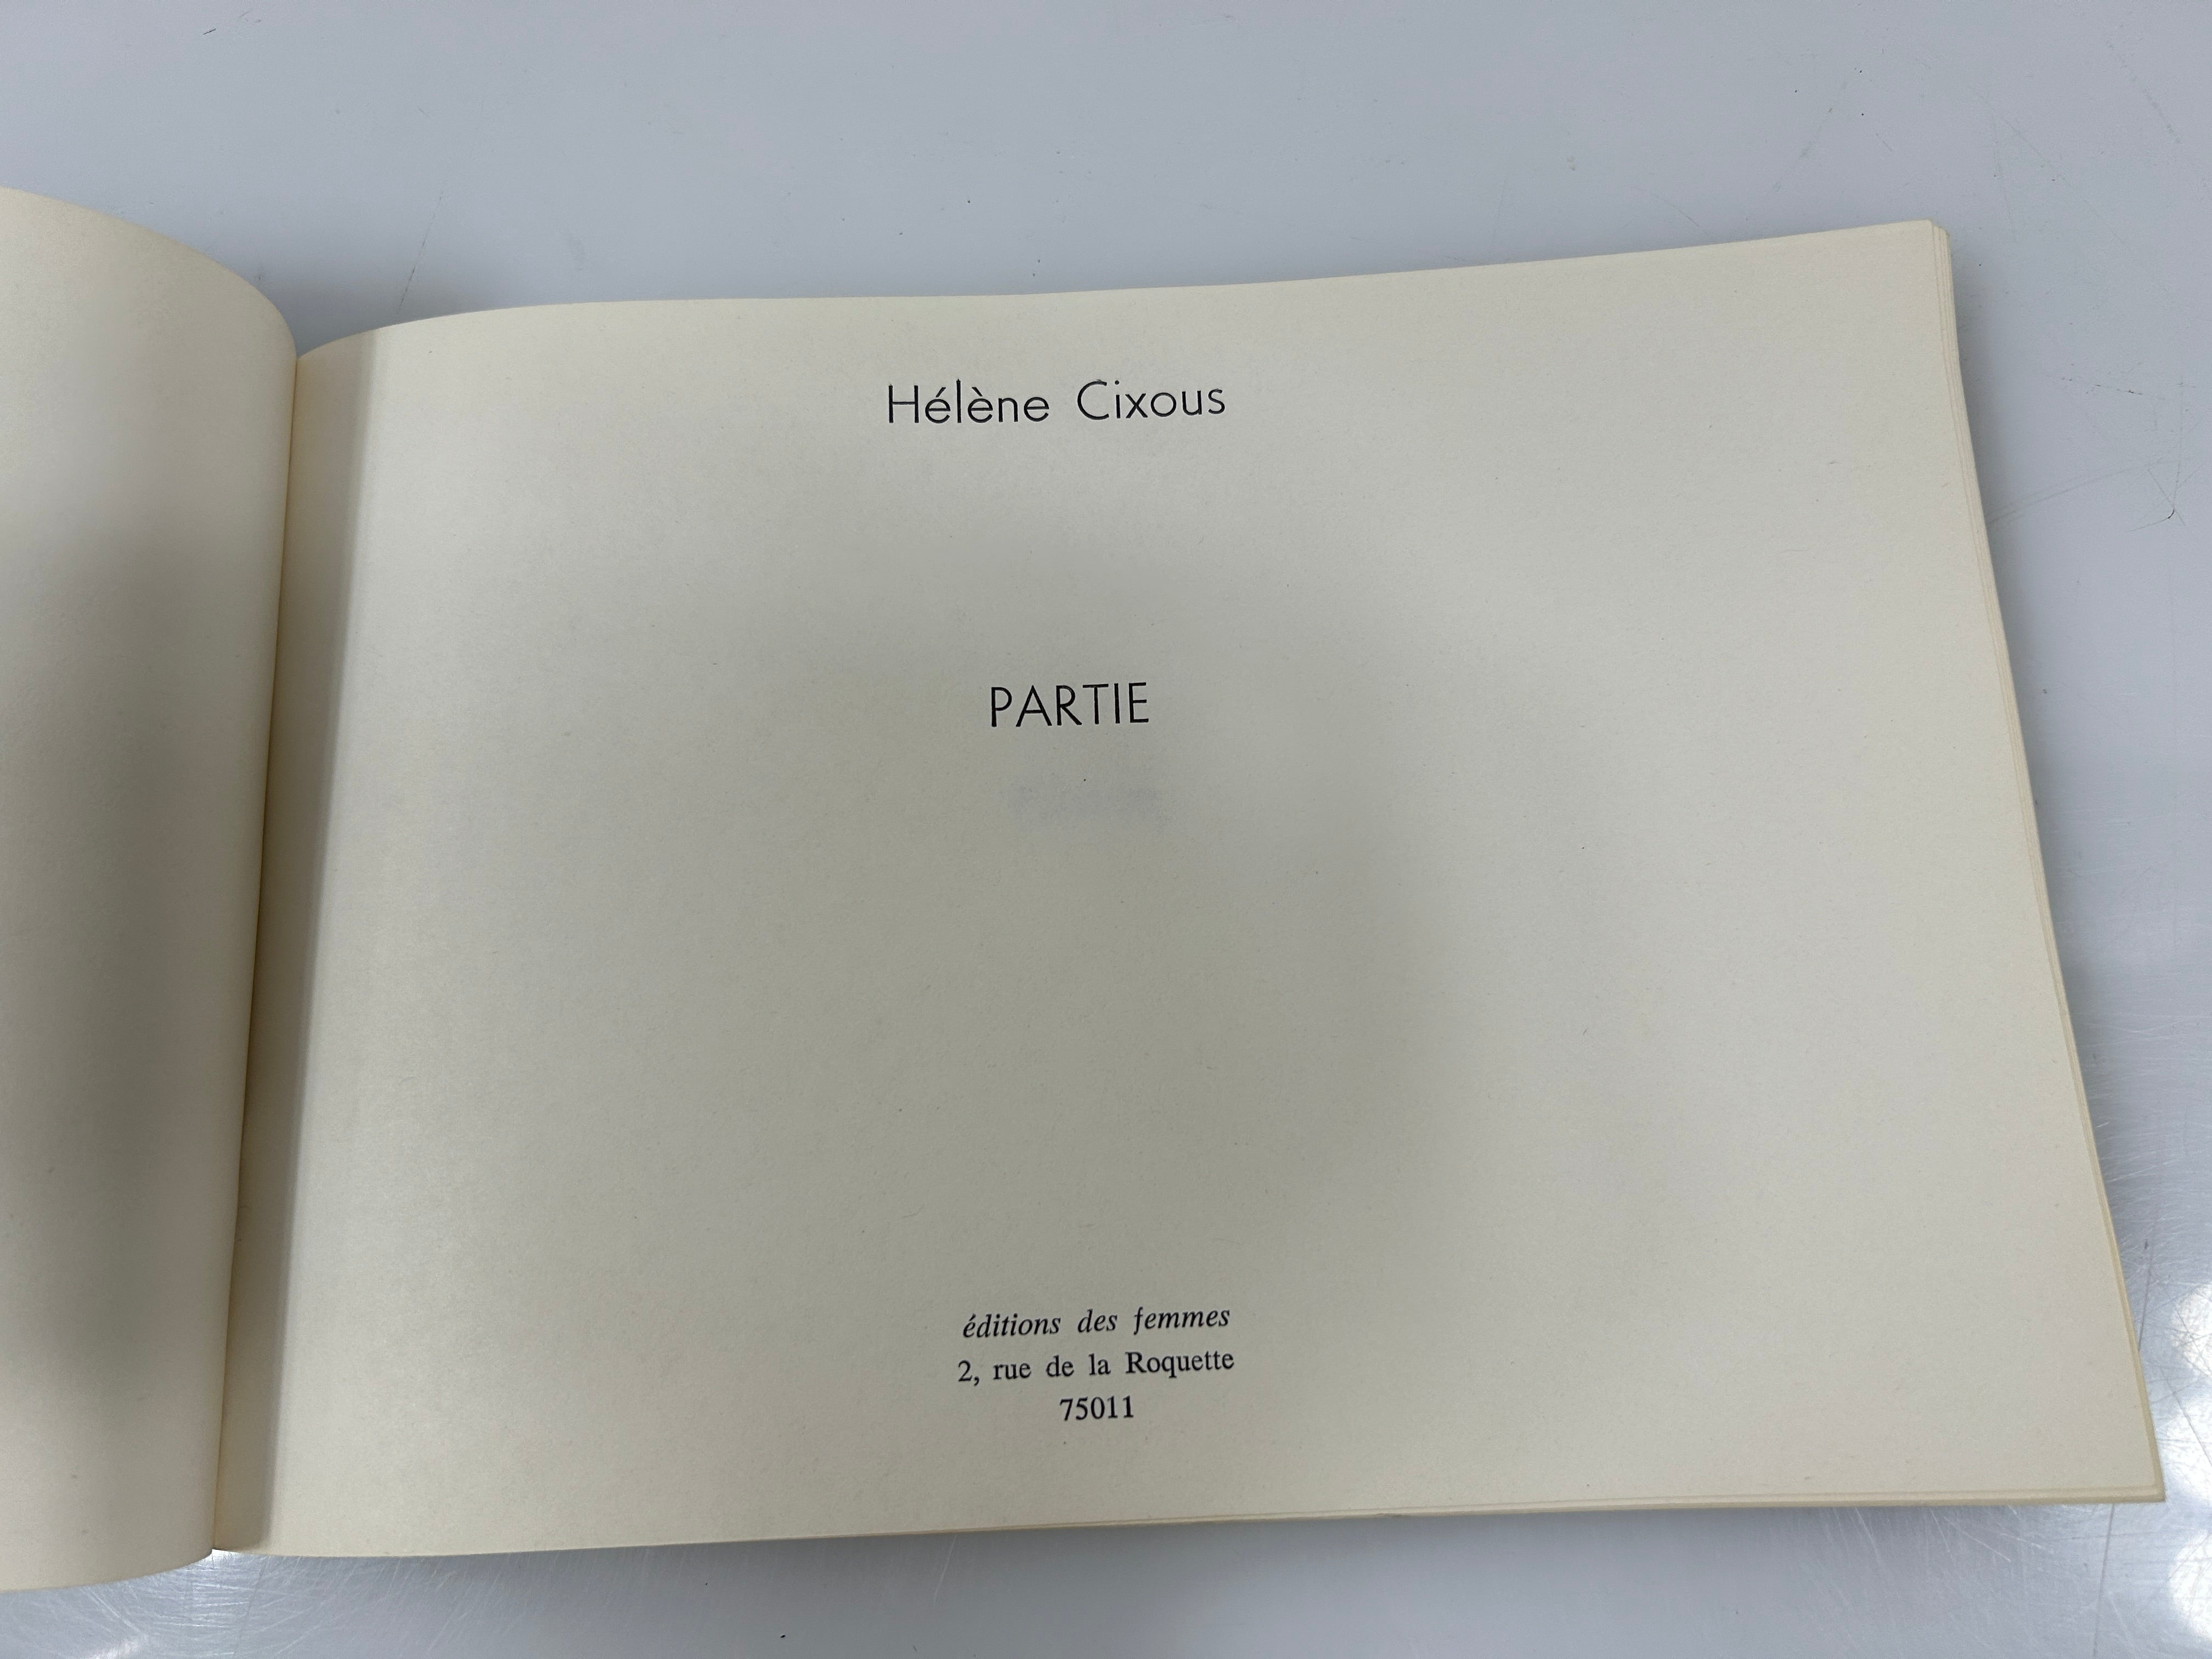 Hélène Cixous
PARTIE
éditions des femmes
2, rue de la Roquette
75011